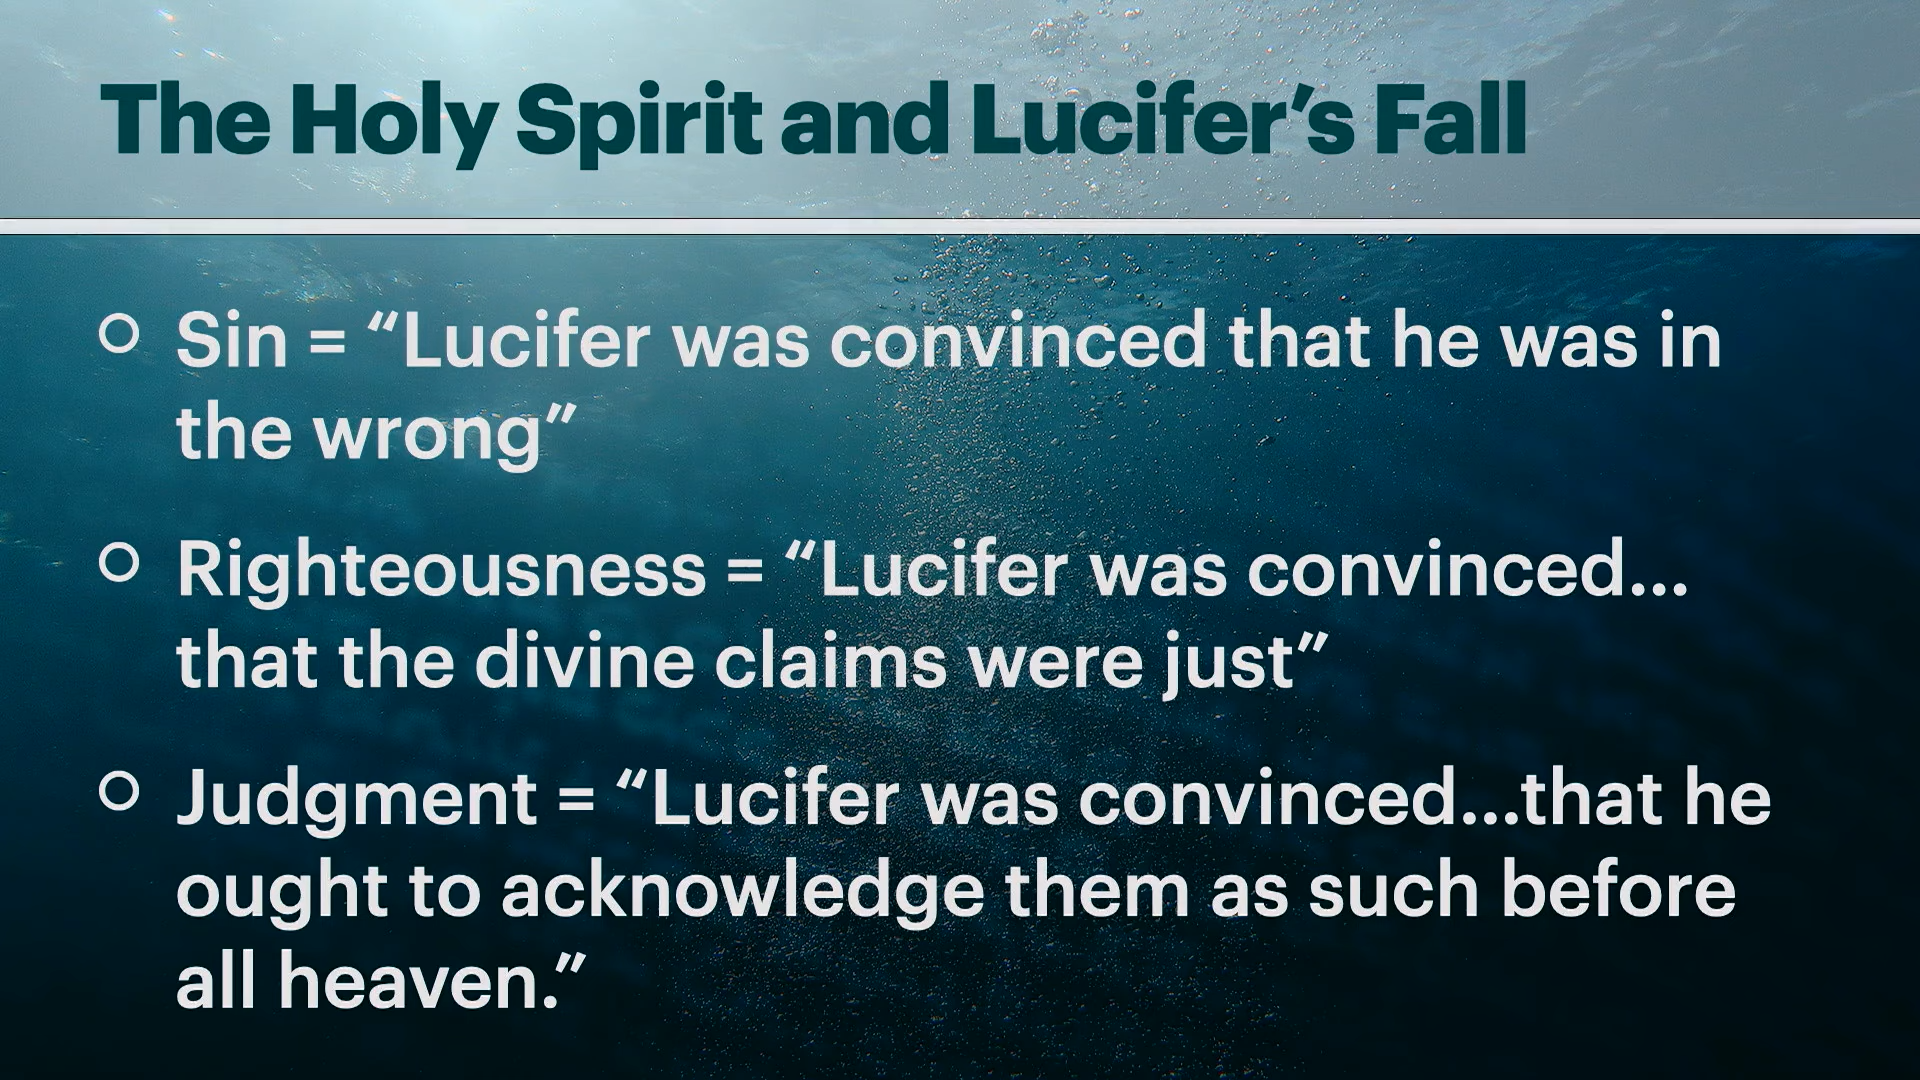 The Holy Spirit and Lucifer’s Fall
Sin = “Lucifer was convinced that he was in
the wrong”
Righteousness = “Lucifer was convinced...
that the divine claims were just”
Judgment = “Lucifer was convinced...that he
ought to acknowledge them as such before
all heaven.”